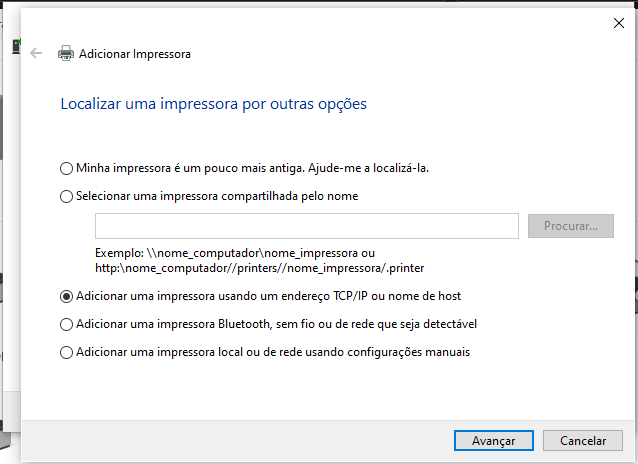 Adicionar Impressora
Localizar uma impressora por outras opções
Minha impressora é um pouco mais antiga. Ajude-me a localizá-la.
Selecionar uma impressora compartilhada pelo nome
Procurar...
Exemplo: \\nome_computador\nome_impressora ou
http:\nome_computador//printers//nome_impressora/.printer
Adicionar uma impressora usando um endereço TCP/IP ou nome de host
Adicionar uma impressora Bluetooth, sem fio ou de rede que seja detectável
Adicionar uma impressora local ou de rede usando configurações manuais
Avançar
Cancelar